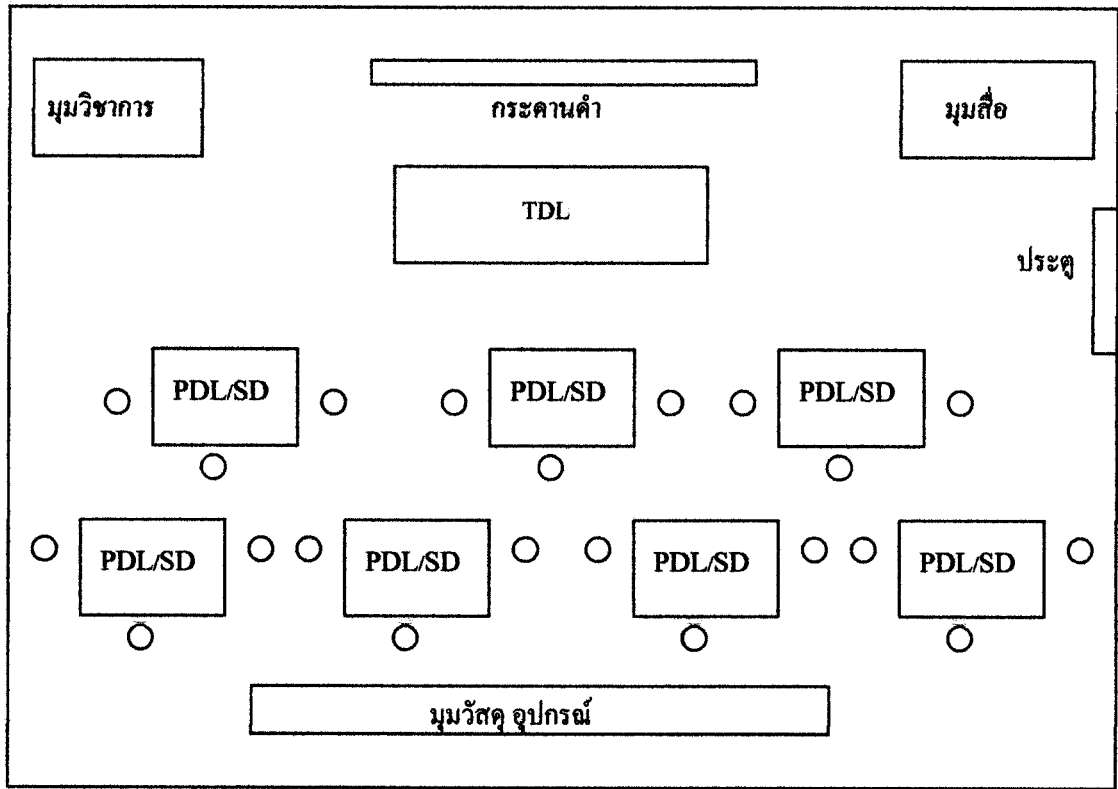 มุมวิชาการ
กระดานดำ
มุมสื่อ
TDL
ประตู
PDL/SD
PDL/SD
PDL/SD
PDL/SD
PDL/SD
PDL/SD
PDL/SD
มุมวัสดุ อุปกรณ์